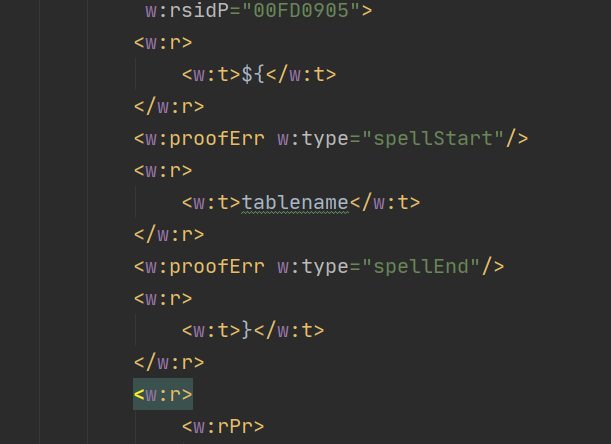 w:rsidP="00FD0905">
<w:r>
<w:t>${</w:t>
</w:r>
<w:proofErr w:type="spellStart"/>
<w:r>
<w:t>tablename</w:t>
</w:r>
<w:proofErr w:type="spellEnd"/>
<w:r>
<w:t>}</w:t>
</w:r>
<w:r>
<w:rPr>